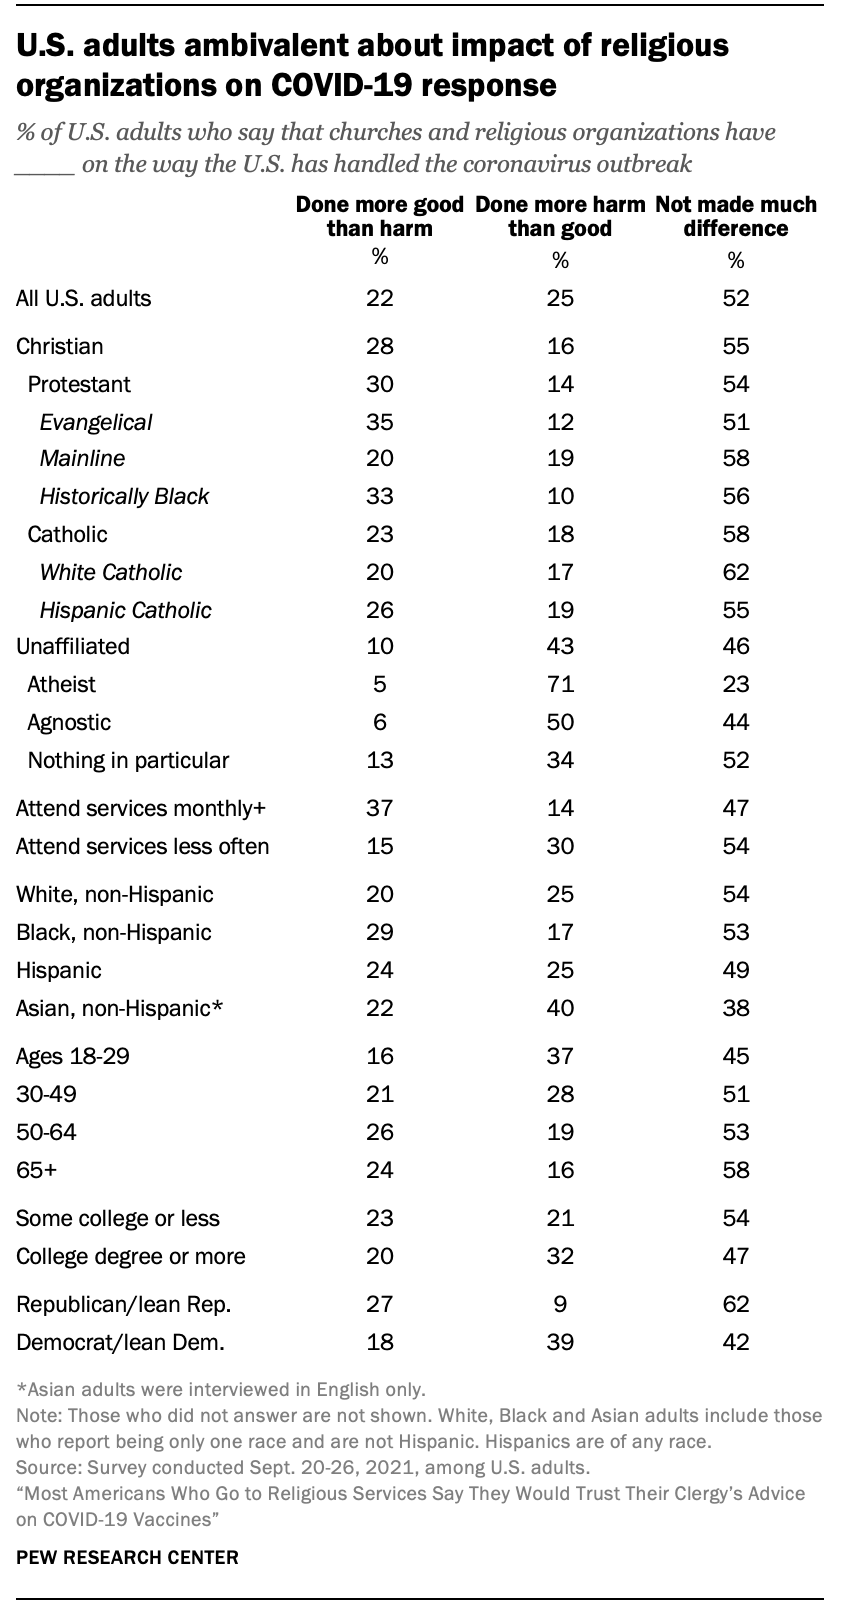 U.S. adults ambivalent about impact of religious
organizations on COVID-19 response
% of U.S. adults who say that churches and religious organizations have
____ on the way the U.S. has handled the coronavirus outbreak
Done more good than harm Done more harm than good Not made much difference
% % %
All U.S. adults 22 25 52
Christian 28 16 55
Protestant 30 14 54
Evangelical 35 12 51
Mainline 20 19 58
Historically Black 33 10 56
Catholic 23 18 58
White Catholic 20 17 62
Hispanic Catholic 26 19 55
Unaffiliated 10 43 46
Atheist 5 71 23
Agnostic 6 50 44
Nothing in particular 13 34 52
Attend services monthly+ 37 14 47
Attend services less often 15 30 54
White, non-Hispanic 20 25 54
Black, non-Hispanic 29 17 53
Hispanic 24 25 49
Asian, non-Hispanic* 22 40 38
Ages 18-29 16 37 45
30-49 21 28 51
50-64 26 19 53
65+ 24 16 58
Some college or less 23 21 54
College degree or more 20 32 47
Republican/lean Rep. 27 9 62
Democrat/lean Dem. 18 39 42
*Asian adults were interviewed in English only.
Note: Those who did not answer are not shown. White, Black and Asian adults include those
who report being only one race and are not Hispanic. Hispanics are of any race.
Source: Survey conducted Sept. 20-26, 2021, among U.S. adults.
“Most Americans Who Go to Religious Services Say They Would Trust Their Clergy’s Advice
on COVID-19 Vaccines”
PEW RESEARCH CENTER